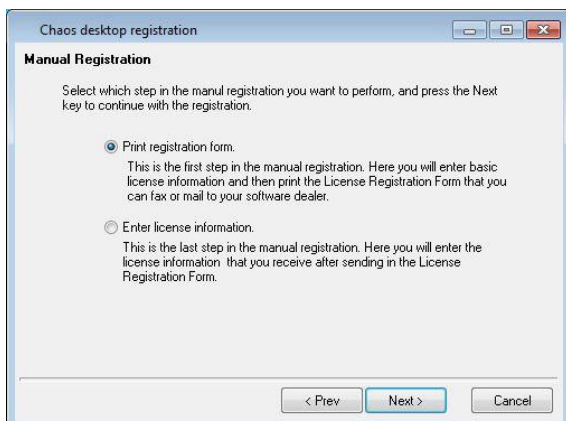 Chaos desktop registration
Manual Registration
Select which step in the manul registration you want to perform, and press the Next
key to continue with the registration.
Print registration form.
This is the first step in the manual registration. Here you will enter basic
license information and then print the License Registration Form that you
can fax or mail to your software dealer.
Enter license information.
This is the last step in the manual registration. Here you will enter the
license information that you receive after sending in the License
Registration Form.
< Prev Next > Cancel